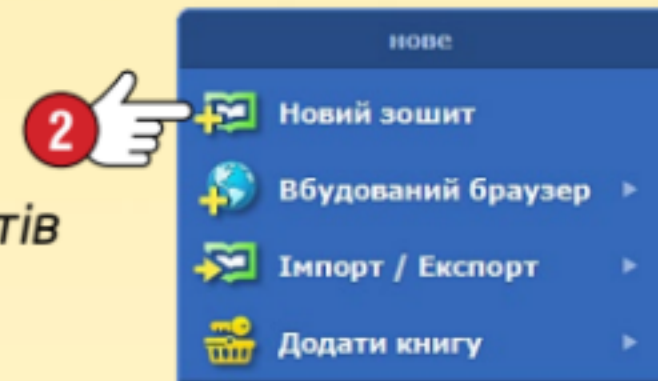 нове
2
Новий зошит
Вбудований браузер
тів
Імпорт / Експорт
Додати книгу